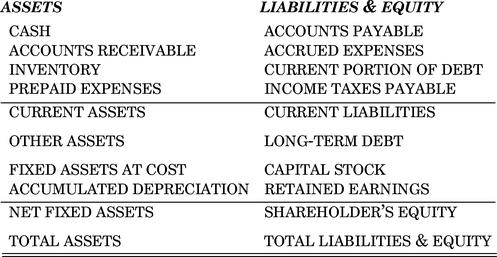 ASSETS LIABILITIES & EQUITY
CASH ACCOUNTS PAYABLE
ACCOUNTS RECEIVABLE ACCRUED EXPENSES
INVENTORY CURRENT PORTION OF DEBT
PREPAID EXPENSES INCOME TAXES PAYABLE
CURRENT ASSETS CURRENT LIABILITIES
OTHER ASSETS LONG-TERM DEBT
FIXED ASSETS AT COST CAPITAL STOCK
ACCUMULATED DEPRECIATION RETAINED EARNINGS
NET FIXED ASSETS SHAREHOLDER'S EQUITY
TOTAL ASSETS TOTAL LIABILITIES & EQUITY